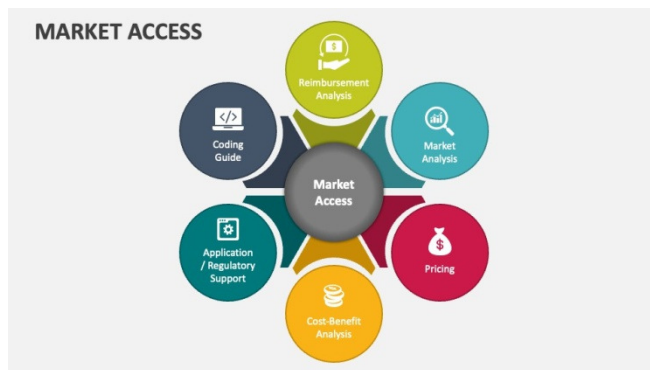 MARKET ACCESS
Reimbursement
Analysis
Market
Analysis
Pricing
Cost-Benefit
Analysis
Application
/ Regulatory
Support
Coding
Guide
Market
Access